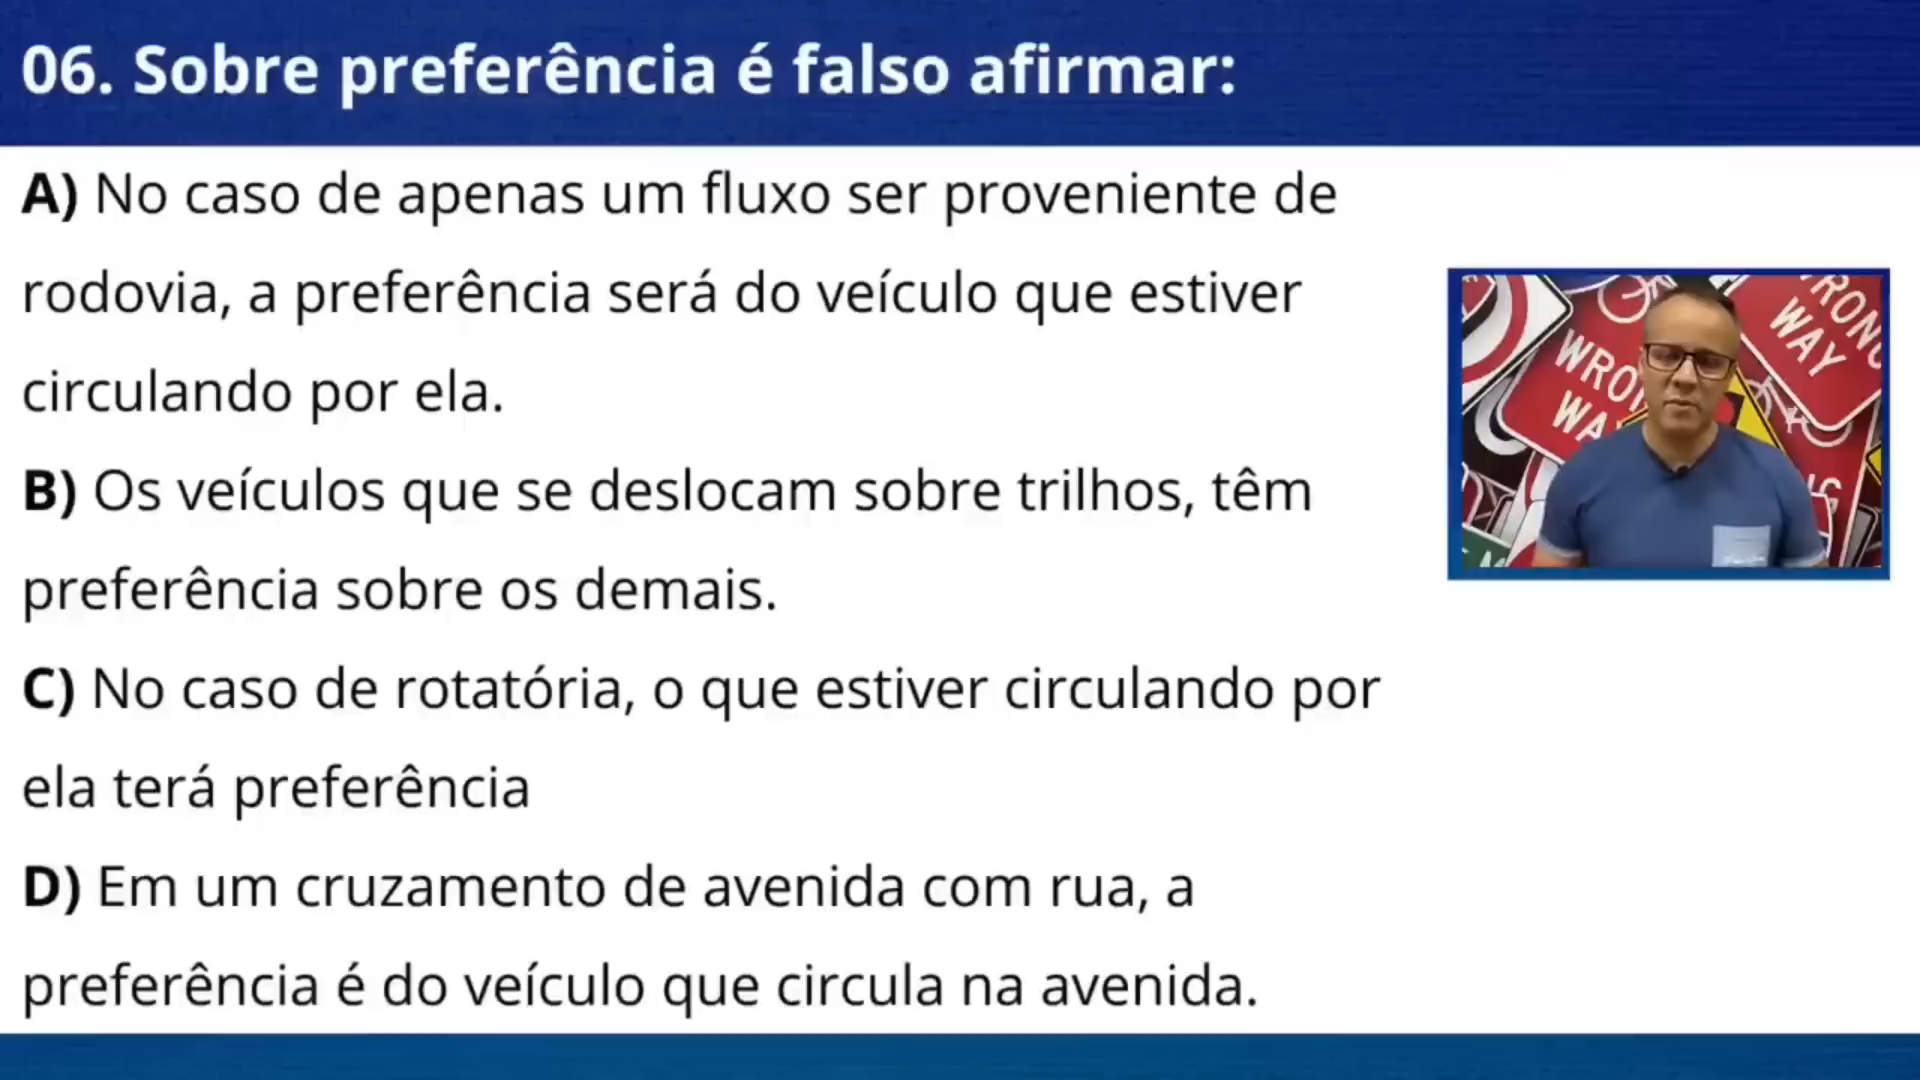 06. Sobre preferência é falso afirmar:
A) No caso de apenas um fluxo ser proveniente de
rodovia, a preferência será do veículo que estiver
circulando por ela.
B) Os veículos que se deslocam sobre trilhos, têm
preferência sobre os demais.
C) No caso de rotatória, o que estiver circulando por
ela terá preferência
D) Em um cruzamento de avenida com rua, a
preferência é do veículo que circula na avenida.
WRONG
WAY